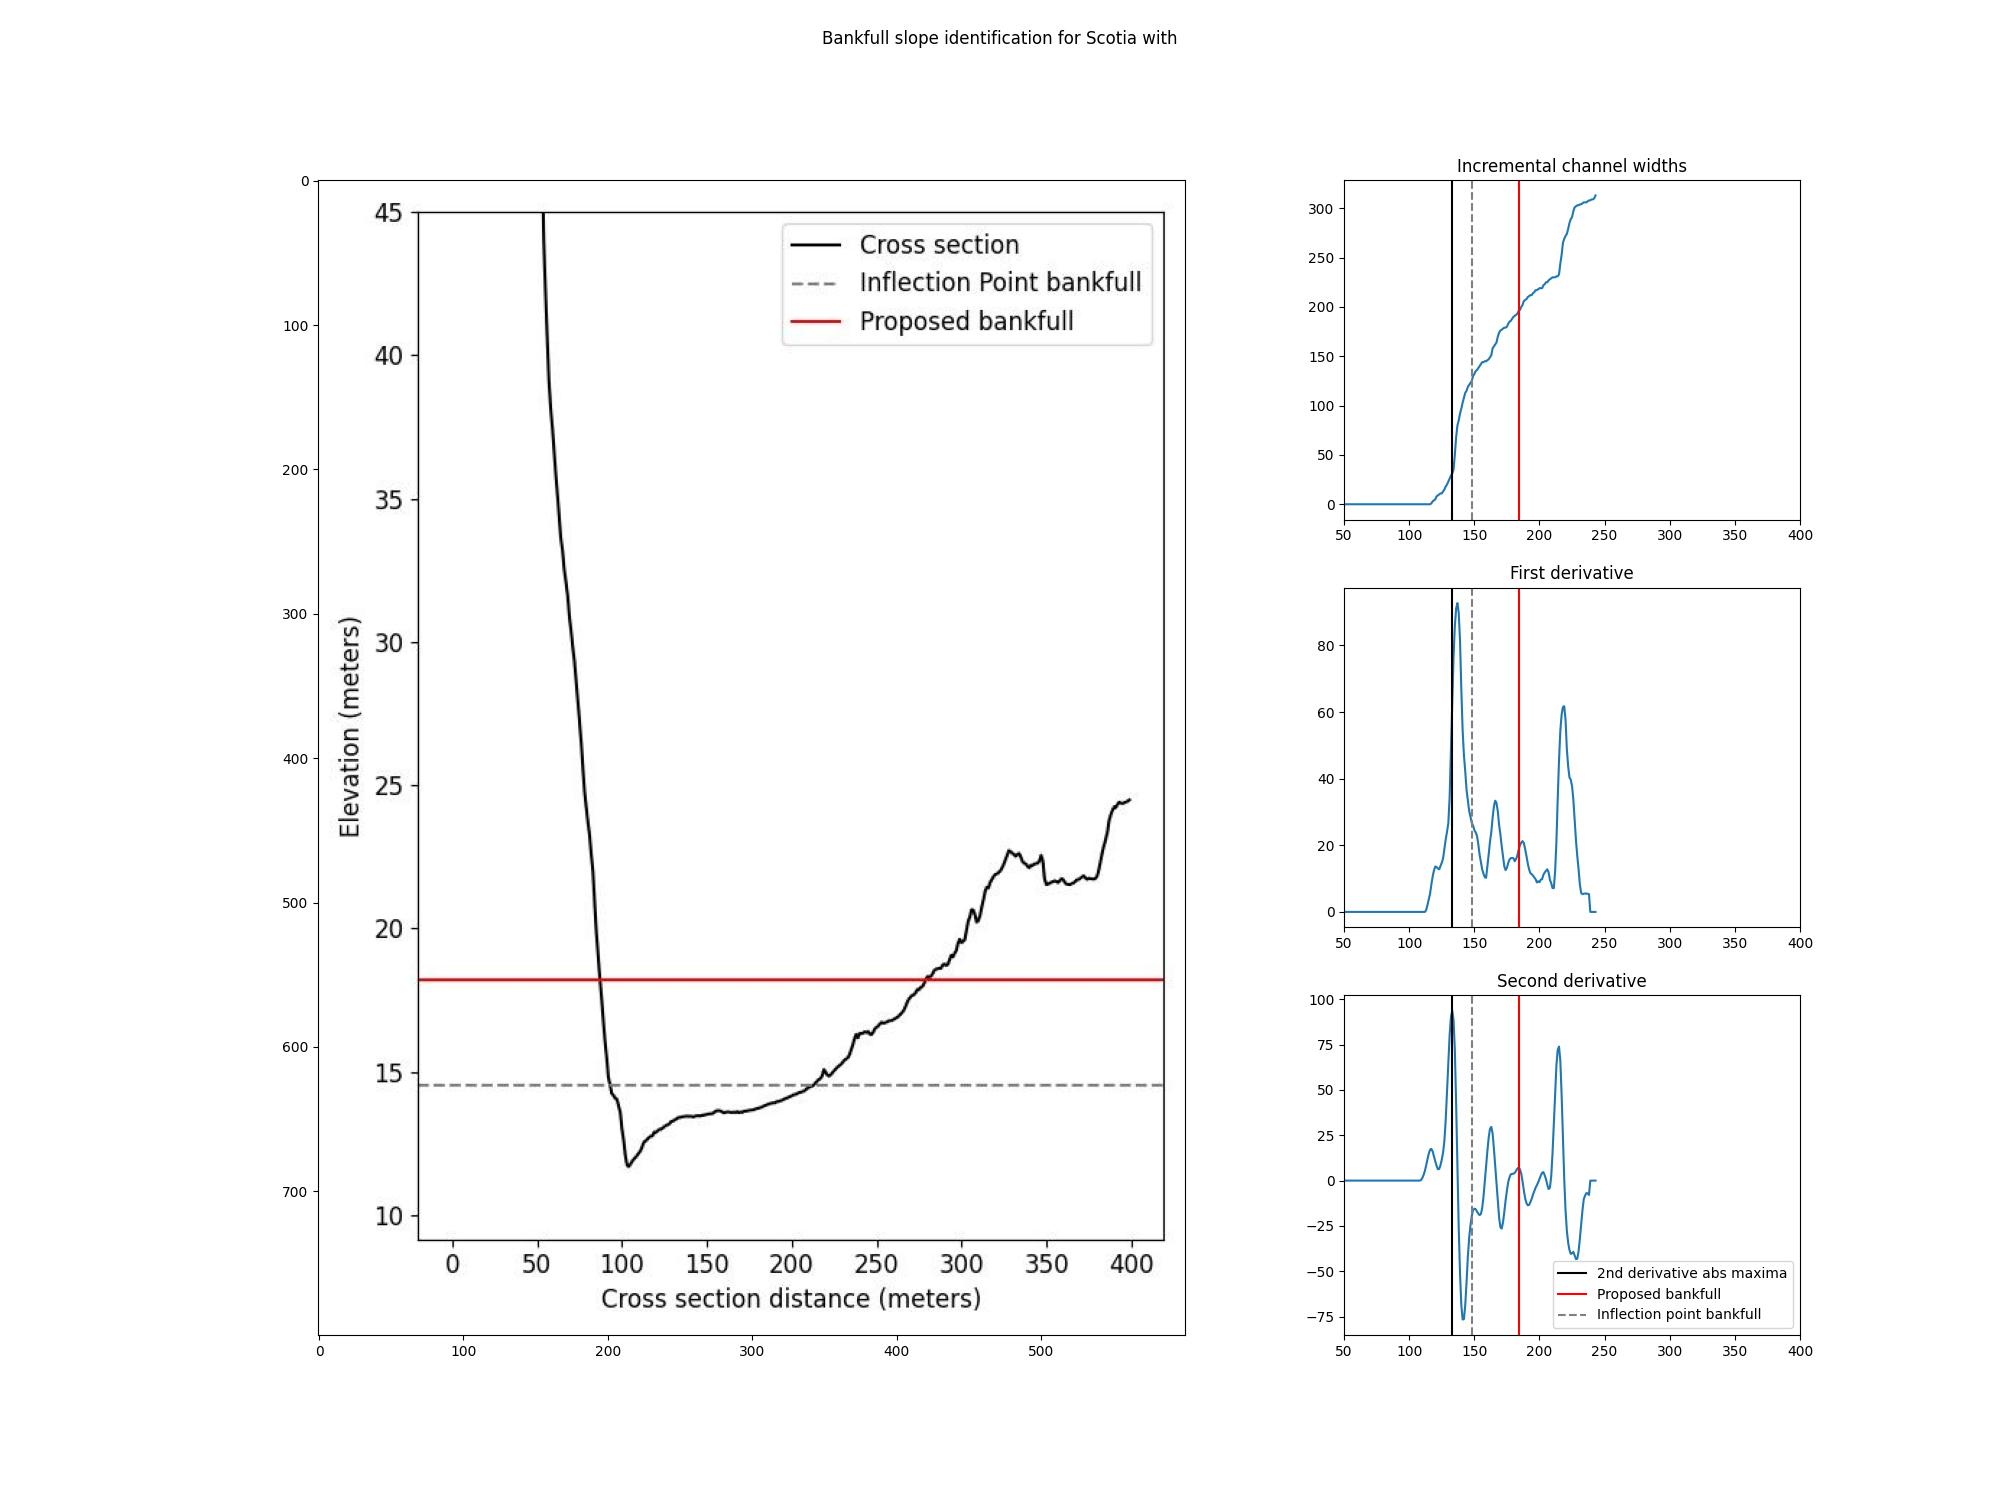 Bankfull slope identification for Scotia with
0
100
200
300
400
500
600
700
0 100 200 300 400 500
45
40
35
30
25
20
15
10
Elevation (meters)
Cross section
Inflection Point bankfull
Proposed bankfull
0 50 100 150 200 250 300 350 400
Cross section distance (meters)
Incremental channel widths
300
250
200
150
100
50
0
50 100 150 200 250 300 350 400
First derivative
80
60
40
20
0
50 100 150 200 250 300 350 400
Second derivative
100
75
50
25
0
−25
−50
−75
2nd derivative abs maxima
Proposed bankfull
Inflection point bankfull
50 100 150 200 250 300 350 400